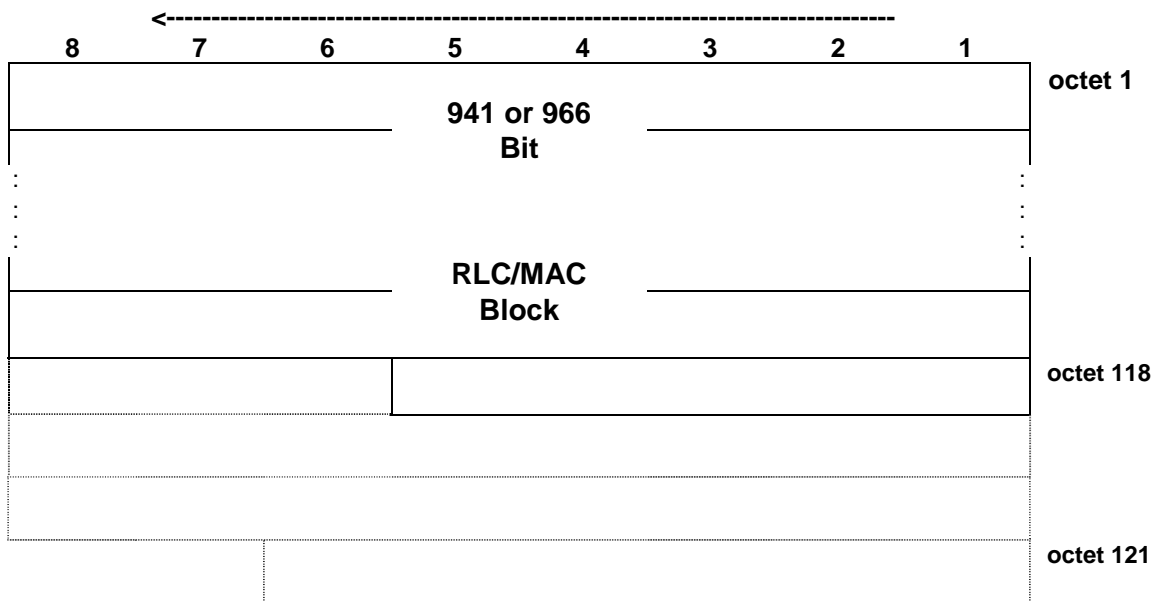 <---------------------------------------------------------------------------------
8 7 6 5 4 3 2 1
octet 1
941 or 966
Bit
: :
: :
: :
RLC/MAC
Block
octet 118
octet 121